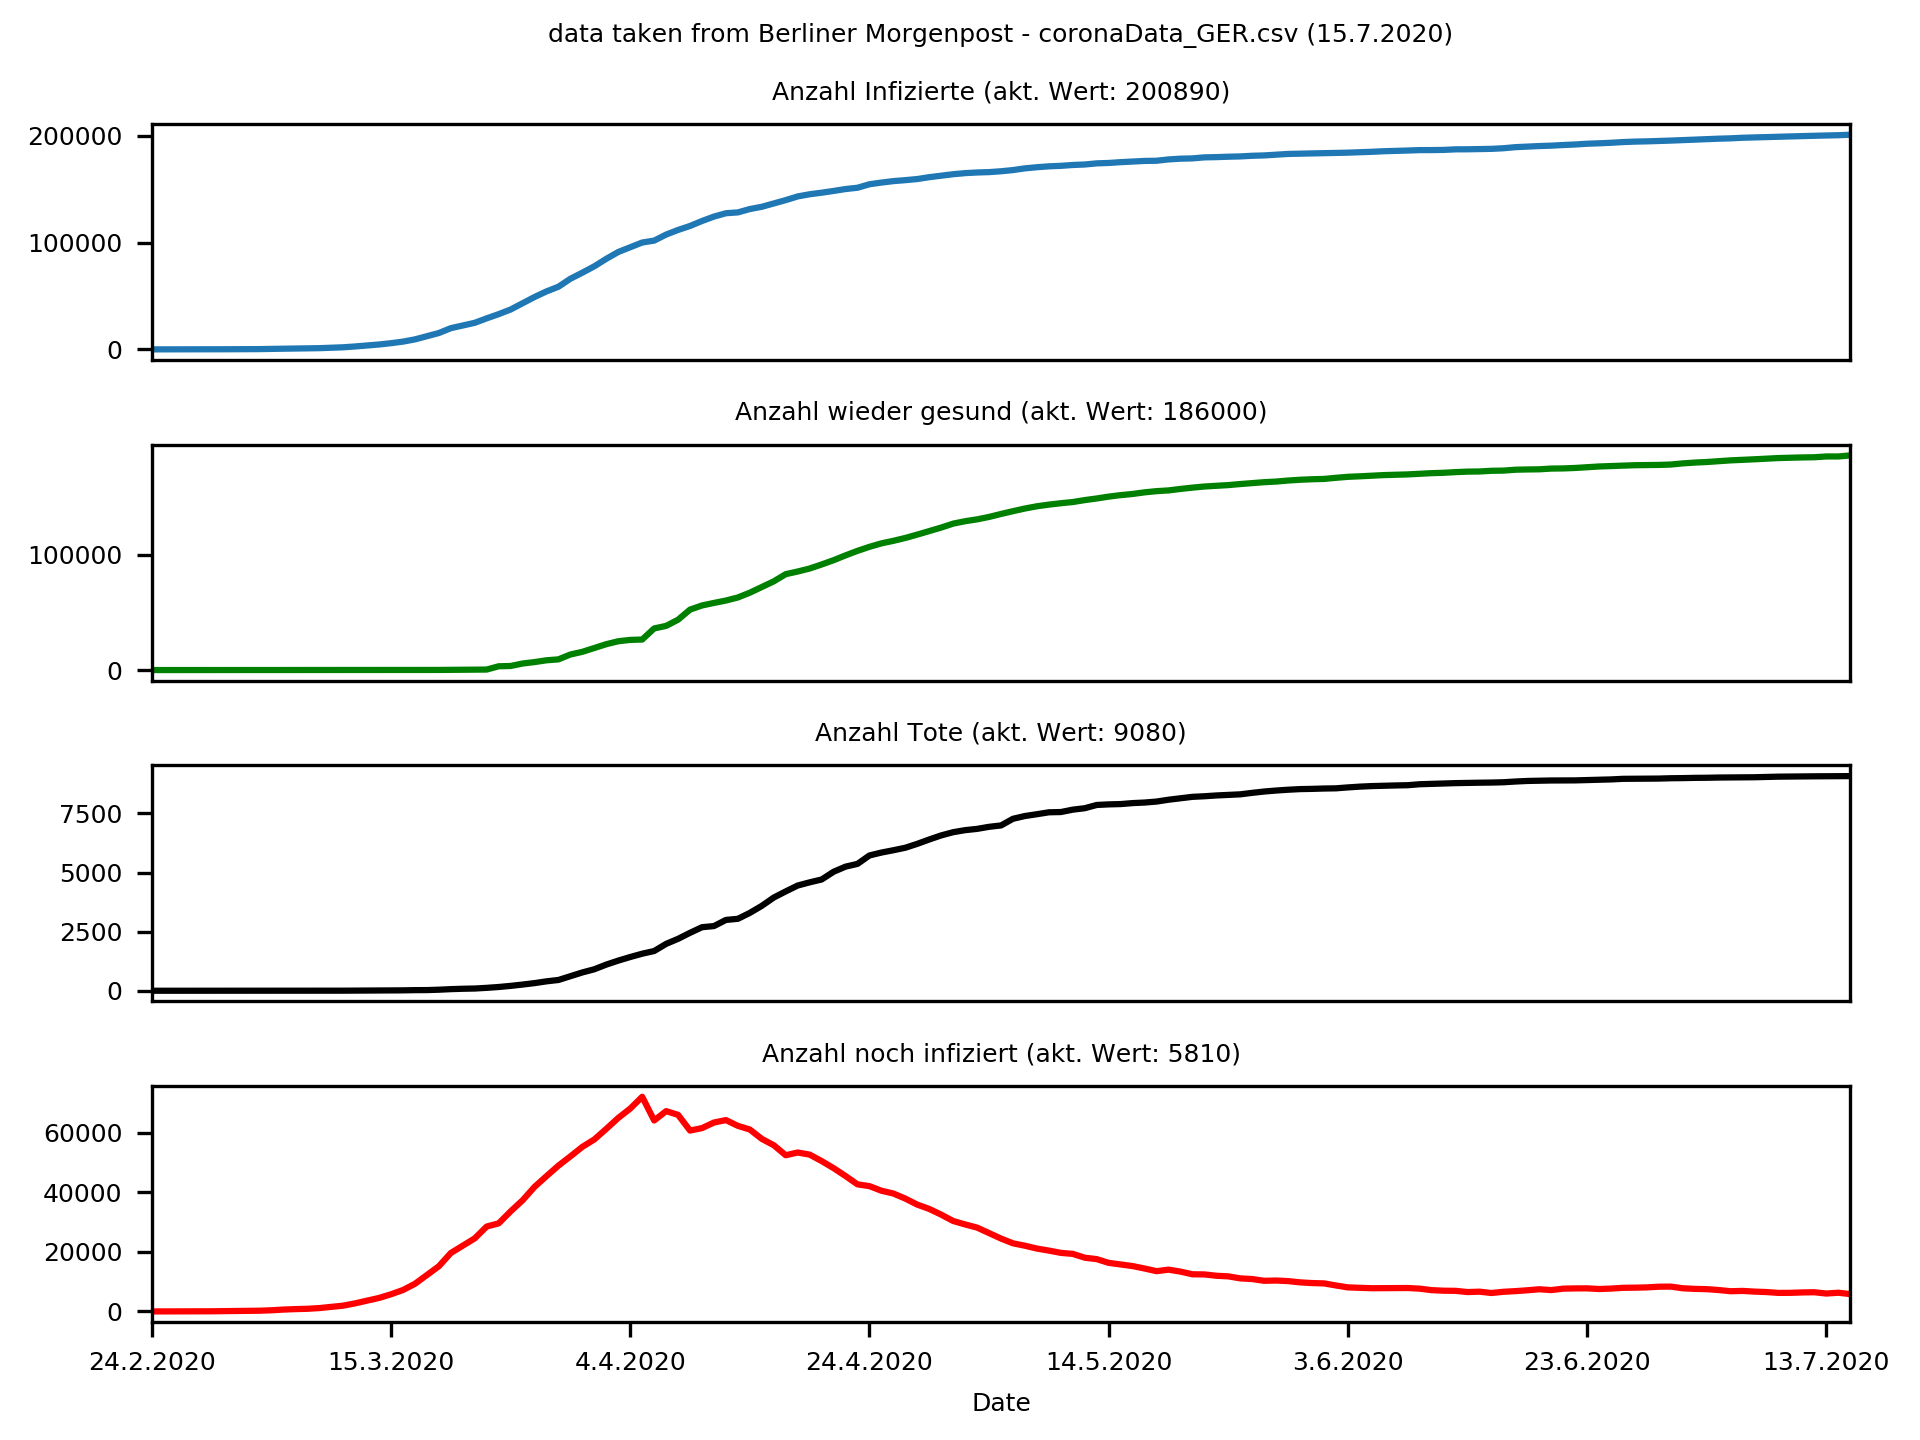 data taken from Berliner Morgenpost - coronaData_GER.csv (15.7.2020)
Anzahl Infizierte (akt. Wert: 200890)
200000
100000
0
Anzahl wieder gesund (akt. Wert: 186000)
100000
0
Anzahl Tote (akt. Wert: 9080)
7500
5000
2500
0
Anzahl noch infiziert (akt. Wert: 5810)
60000
40000
20000
0
24.2.2020 15.3.2020 4.4.2020 24.4.2020 14.5.2020 3.6.2020 23.6.2020 13.7.2020
Date